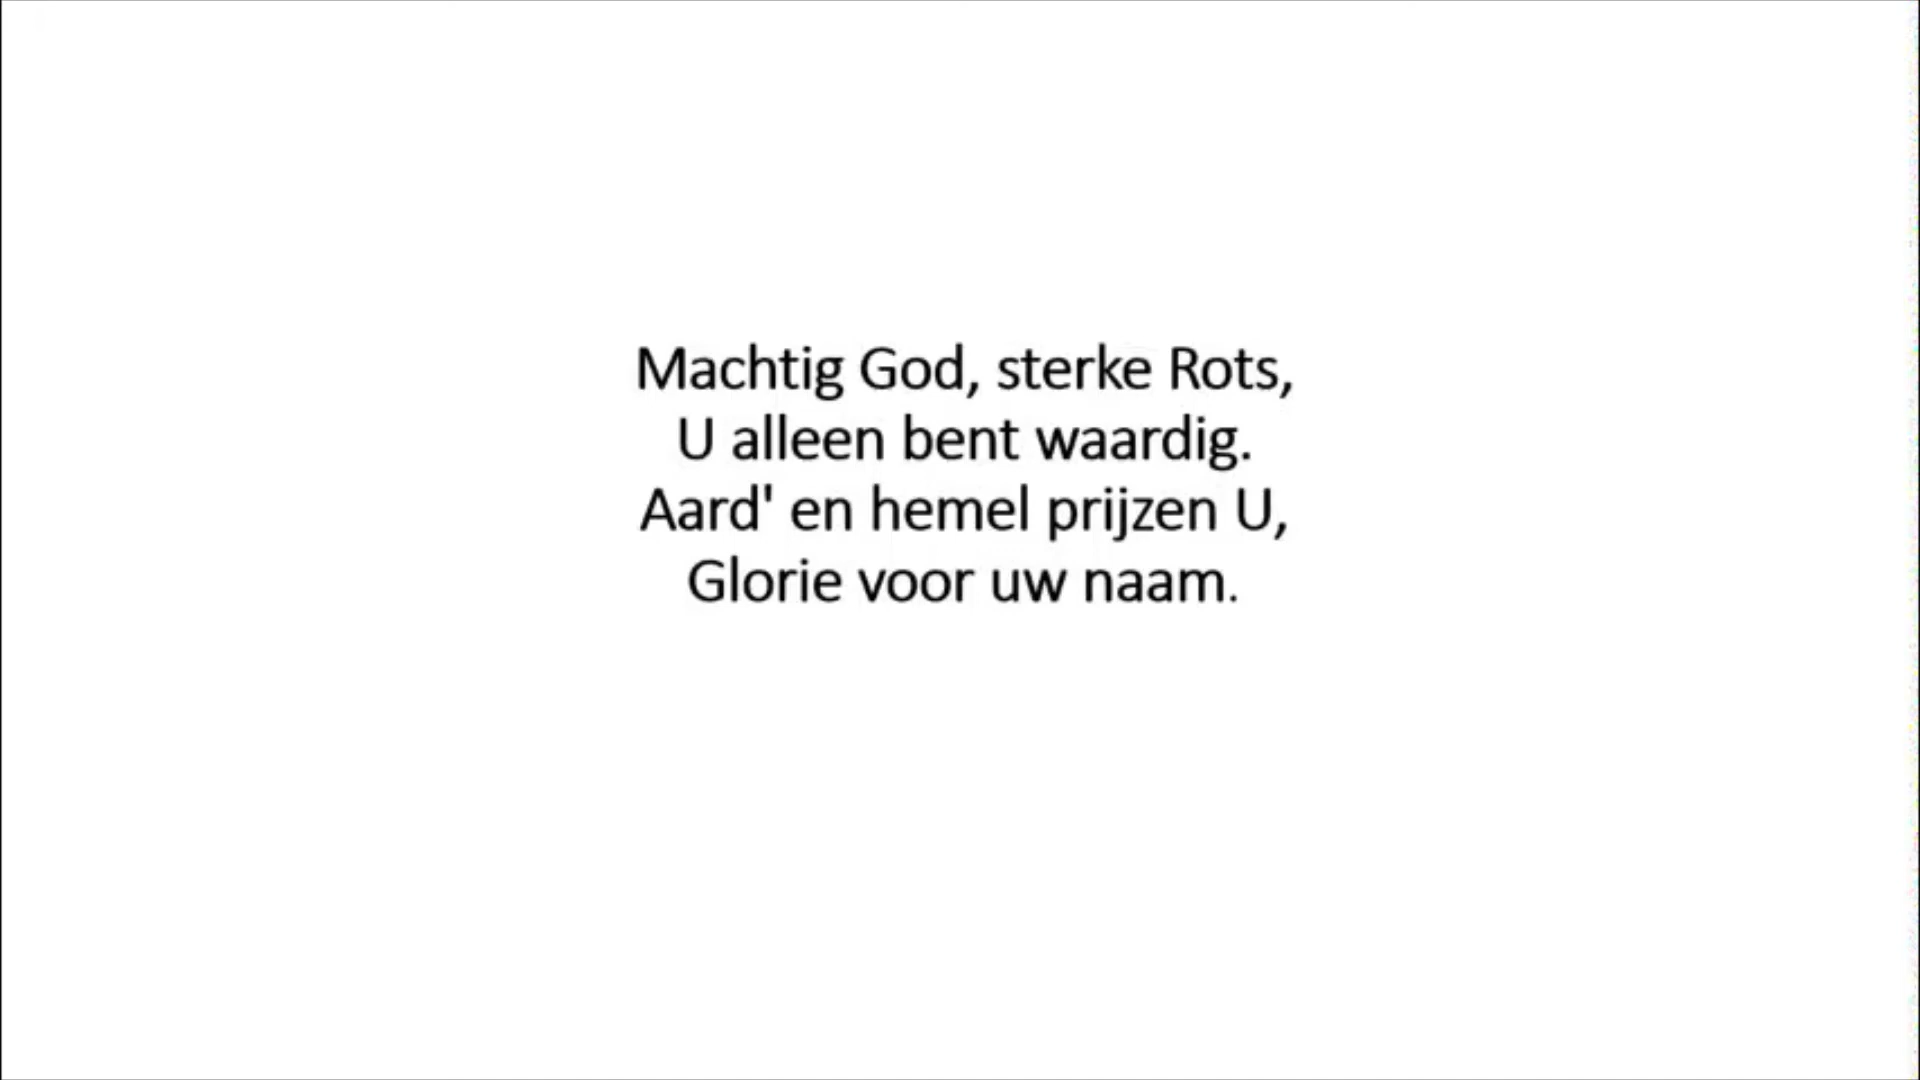 Machtig God, sterke Rots,
U alleen bent waardig.
Aard' en hemel prijzen U,
Glorie voor uw naam.